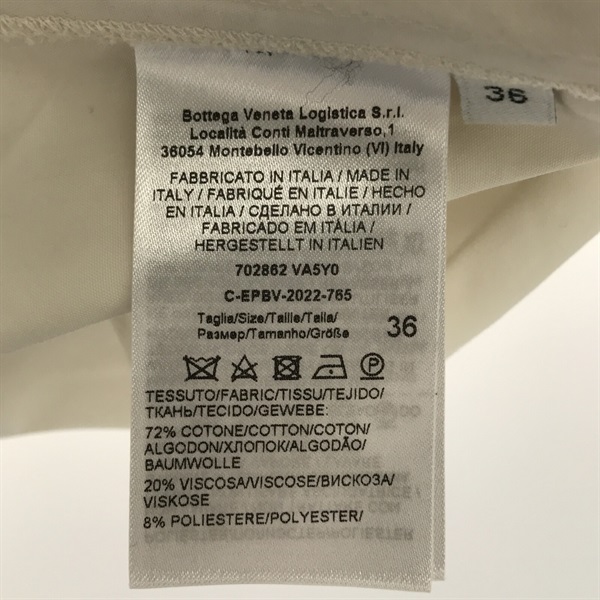 36
Bottega Veneta Logistica S.r.l.
Località Conti Maltraverso,1
36054 Montebello Vicentino (VI) Italy
FABBRICATO IN ITALIA / MADE IN
ITALY / FABRIQUÉ EN ITALIE / HECHO
EN ITALIA / СДЕЛАНО В ИТАЛИИ /
FABRICADO EM ITÁLIA /
HERGESTELLT IN ITALIEN
702862 VA5Y0
C-EPBV-2022-765
Taglia/Size/Taille/Talla/
Размер/Tamanho/Größe 36
TESSUTO/FABRIC/TISSU/TEJIDO/
ТКАНЬ/TECIDO/GEWEBE:
72% COTONE/COTTON/COTON/
ALGODON/ХЛОПОК/ALGODÃO/
BAUMWOLLE
20% VISCOSA/VISCOSE/ВИСКОЗА/
VISKOSE
8% POLIESTERE/POLYESTER/